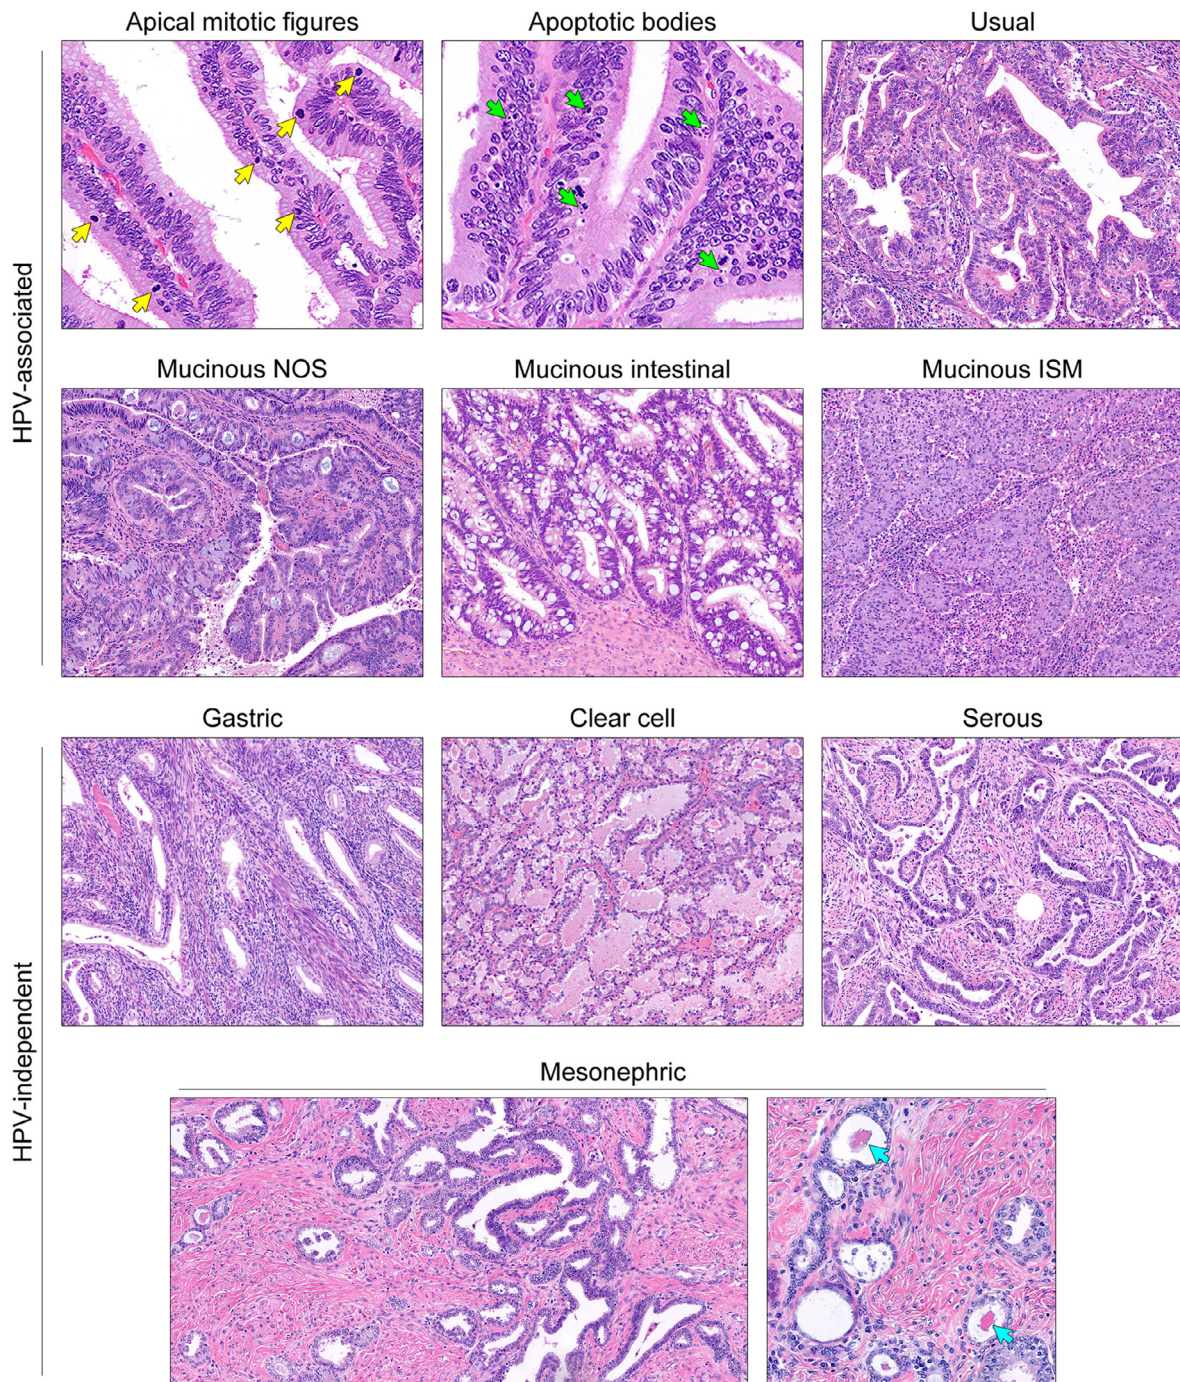 Apical mitotic figures
Apoptotic bodies
Usual
HPV-associated
Mucinous NOS
Mucinous intestinal
Mucinous ISM
Gastric
Clear cell
Serous
HPV-independent
Mesonephric